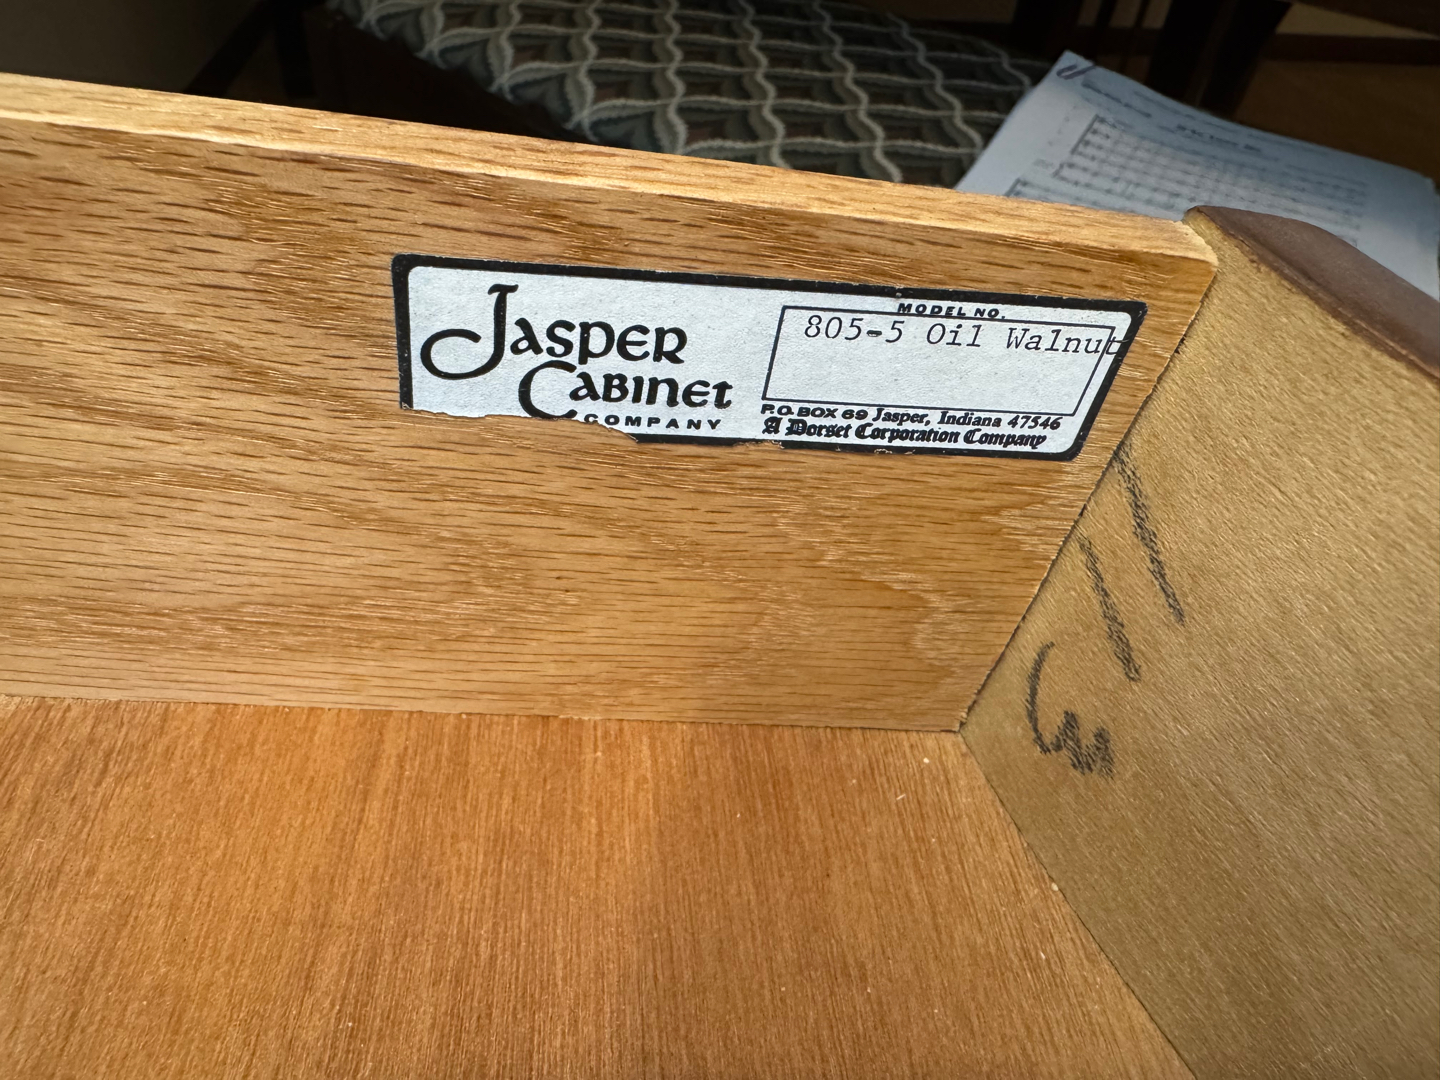 Jasper
Cabinet
COMPANY
MODEL NO.
805-5 Oil Walnut
P.O. BOX 69 Jasper, Indiana 47546
A Dorset Corporation Company